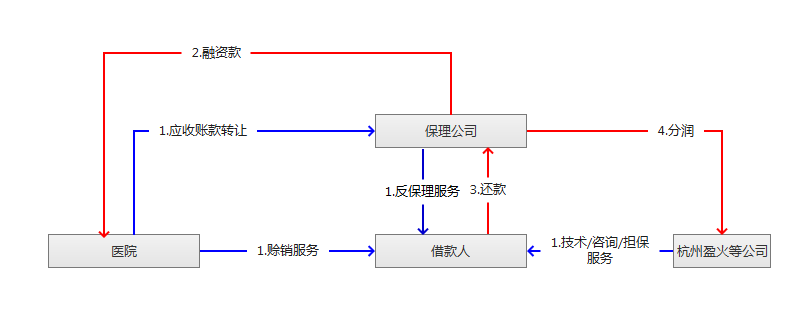 2.融资款
1.应收账款转让
保理公司
4.分润
1.反保理服务
3.还款
医院
1.赊销服务
借款人
1.技术/咨询/担保
服务
杭州盈火等公司